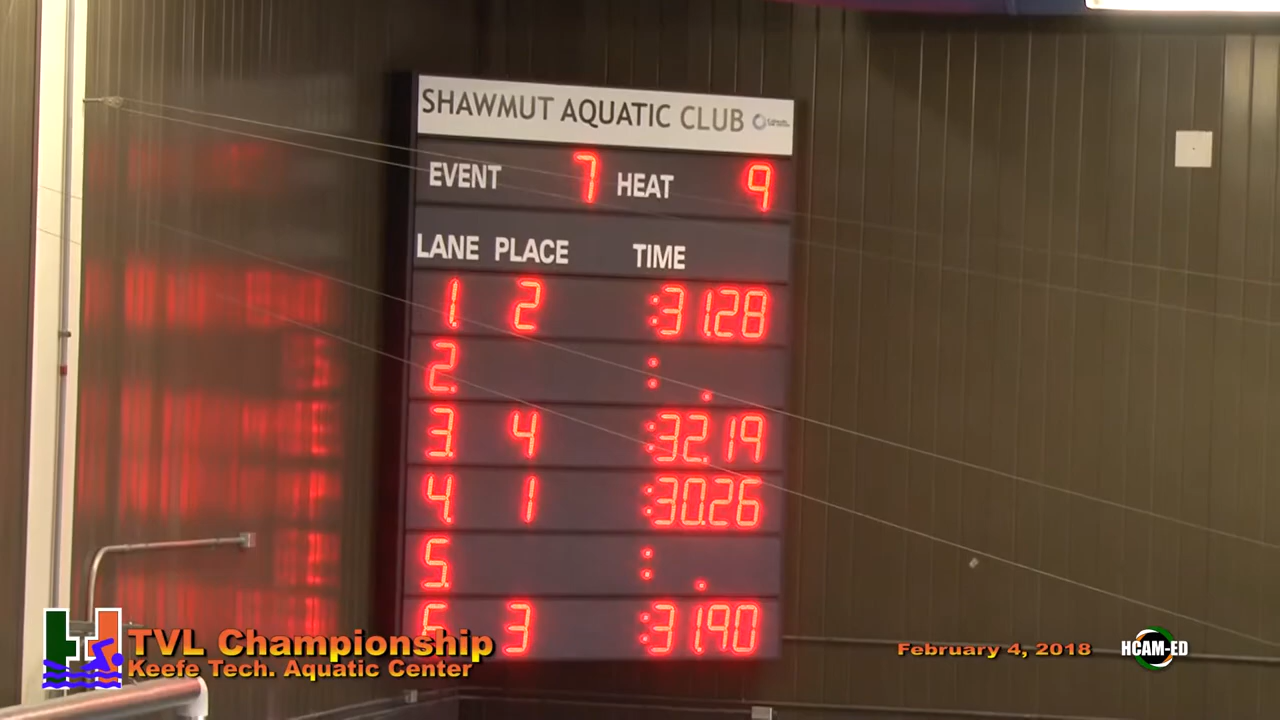 SHAWMUT AQUATIC CLUB
EVENT 7 HEAT 9
LANE PLACE TIME
1 2 :31.28
2 : .
3 4 :32.19
4 1 :30.26
5 : .
6 3 :31.90
TVL Championship
Keefe Tech. Aquatic Center
February 4, 2018
HCAM-ED